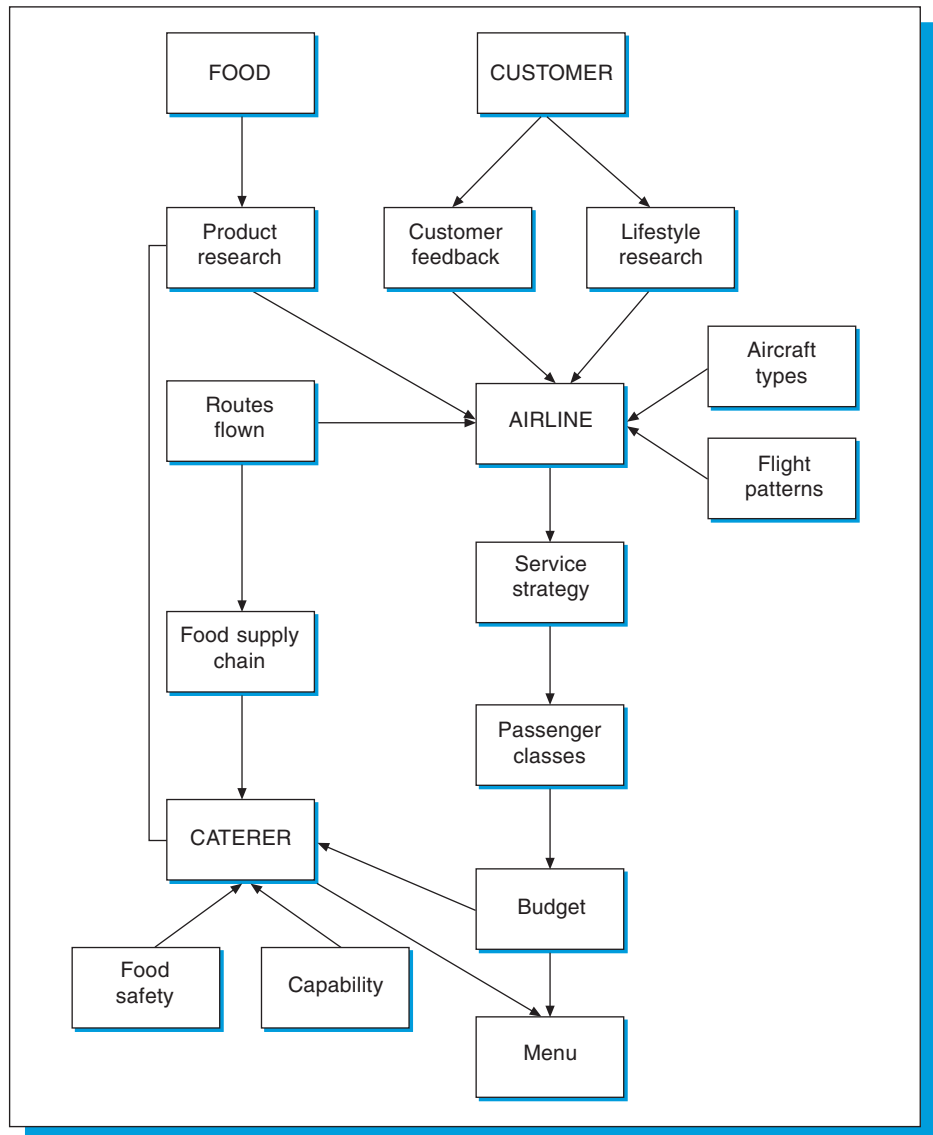 FOOD
CUSTOMER
Product
research
Customer
feedback
Lifestyle
research
Aircraft
types
Routes
flown
AIRLINE
Flight
patterns
Service
strategy
Food supply
chain
Passenger
classes
CATERER
Budget
Food
safety
Capability
Menu